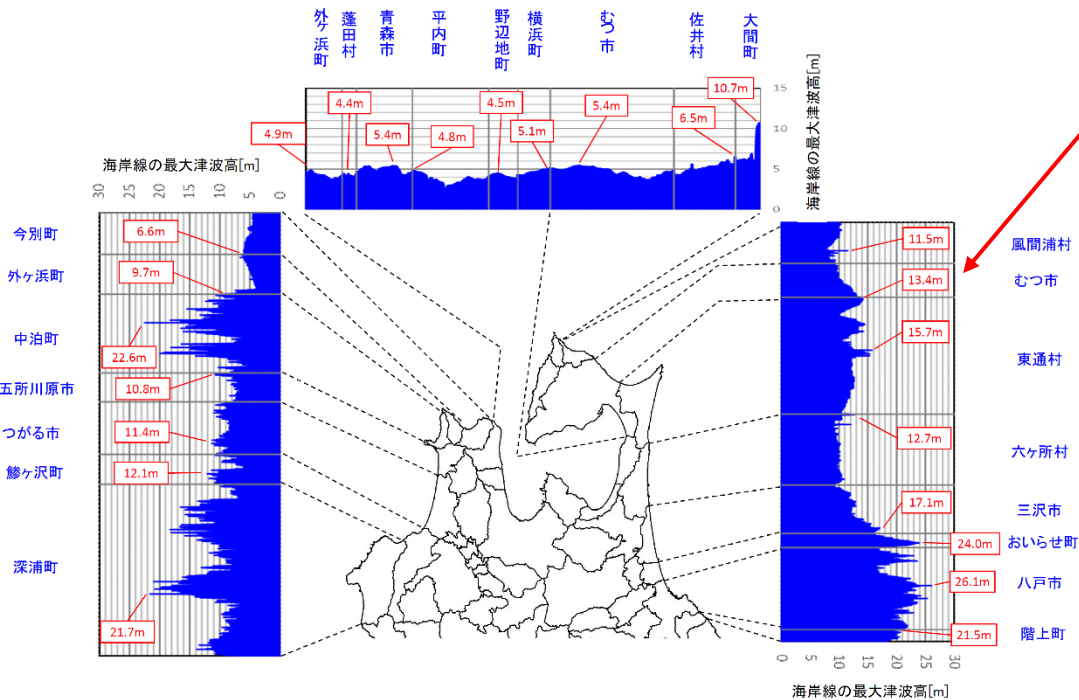 外ヶ浜町
蓬田村
青森市
平内町
野辺地町
横浜町
むつ市
佐井村
大間町
4.9m
4.4m
5.4m
4.8m
4.5m
5.1m
5.4m
6.5m
10.7m
15
10
5
0
海岸線の最大津波高[m]
海岸線の最大津波高[m]
30
25
20
15
10
5
0
今別町
6.6m
外ヶ浜町
9.7m
中泊町
22.6m
五所川原市
10.8m
つがる市
11.4m
鰺ヶ沢町
12.1m
深浦町
21.7m
11.5m
風間浦村
13.4m
むつ市
15.7m
東通村
12.7m
六ヶ所村
17.1m
三沢市
24.0m
おいらせ町
26.1m
八戸市
21.5m
階上町
0
5
10
15
20
25
30
海岸線の最大津波高[m]